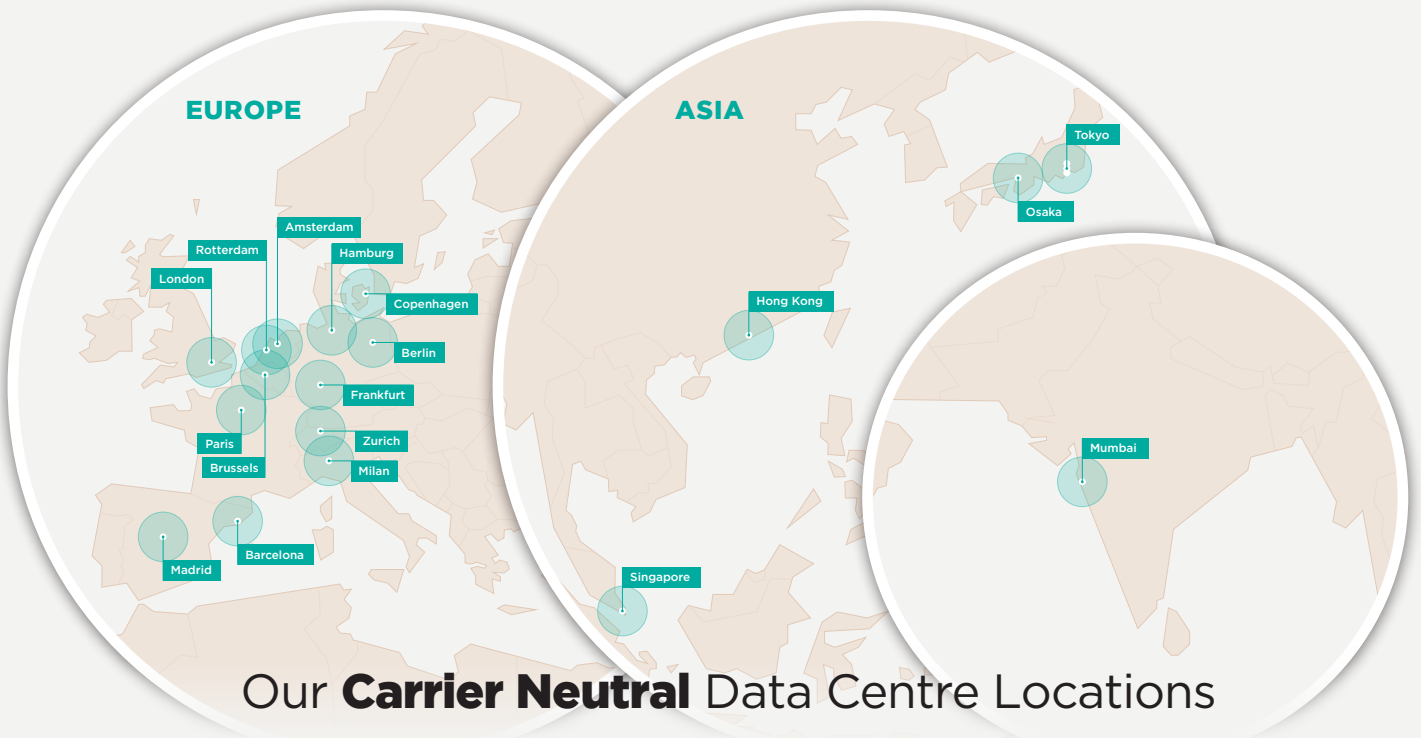 EUROPE
Amsterdam
Rotterdam
Hamburg
London
Copenhagen
Berlin
Frankfurt
Paris
Zurich
Brussels
Milan
Barcelona
Madrid
ASIA
Tokyo
Osaka
Hong Kong
Singapore
Mumbai
Our Carrier Neutral Data Centre Locations